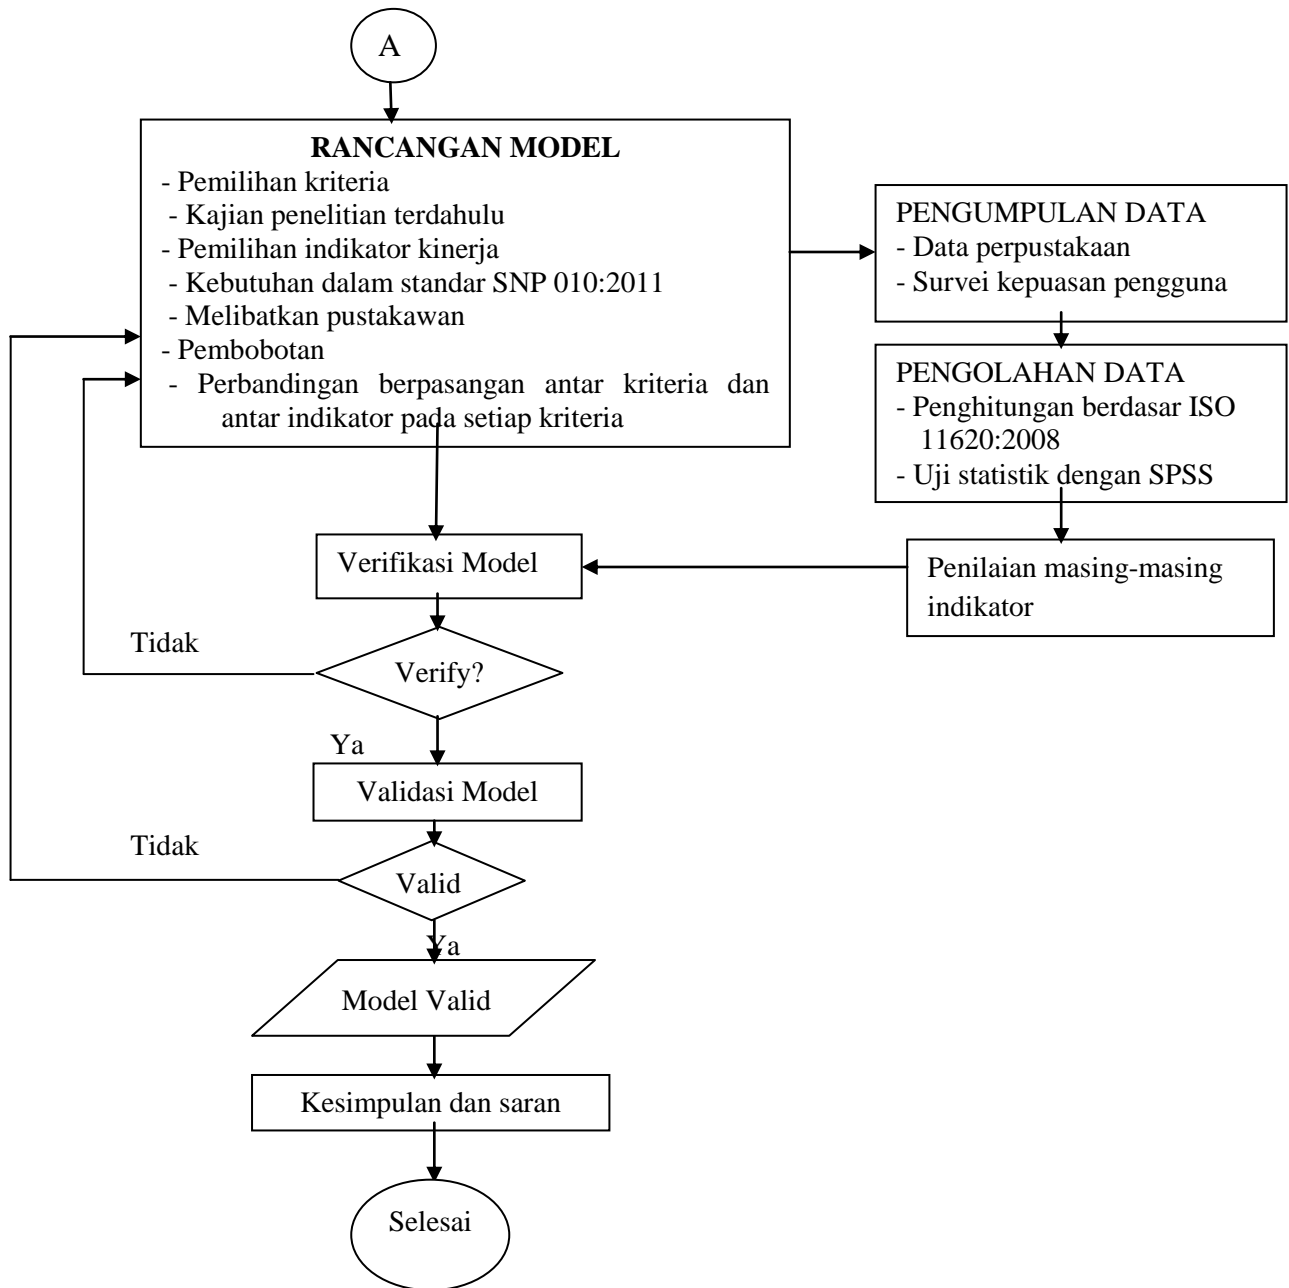 A
RANCANGAN MODEL
- Pemilihan kriteria
- Kajian penelitian terdahulu
- Pemilihan indikator kinerja
- Kebutuhan dalam standar SNP 010:2011
- Melibatkan pustakawan
- Pembobotan
- Perbandingan berpasangan antar kriteria dan
antar indikator pada setiap kriteria
PENGUMPULAN DATA
- Data perpustakaan
- Survei kepuasan pengguna
PENGOLAHAN DATA
- Penghitungan berdasar ISO
11620:2008
- Uji statistik dengan SPSS
Penilaian masing-masing
indikator
Verifikasi Model
Verify?
Tidak
Ya
Validasi Model
Tidak
Valid
Ya
Model Valid
Kesimpulan dan saran
Selesai